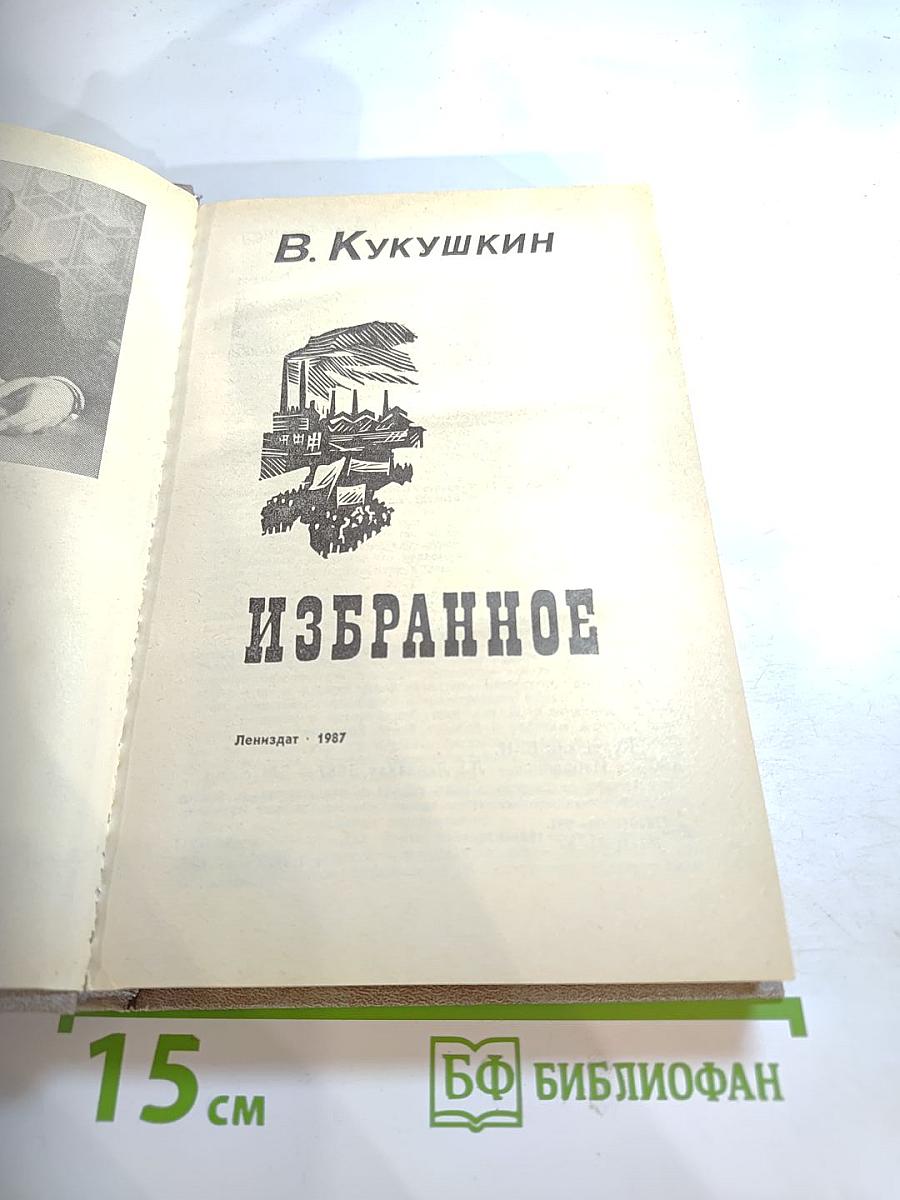 В. Кукушкин
ИЗБРАННОЕ
Лениздат · 1987
15 см
БФ БИБЛИОФАН